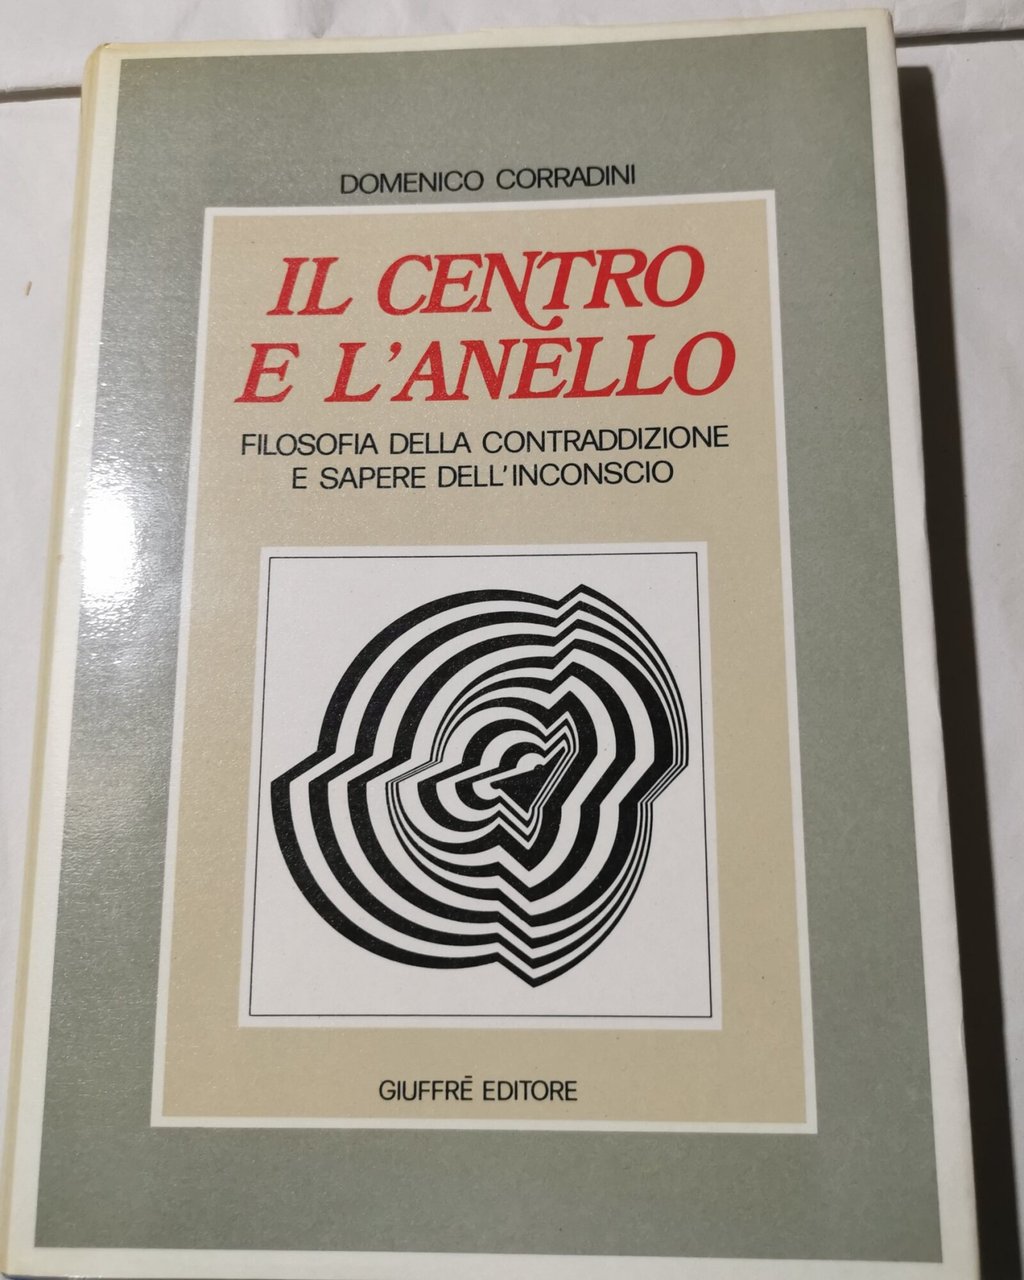 DOMENICO CORRADINI
IL CENTRO
E L'ANELLO
FILOSOFIA DELLA CONTRADDIZIONE
E SAPERE DELL'INCONSCIO
GIUFFRĒ EDITORE